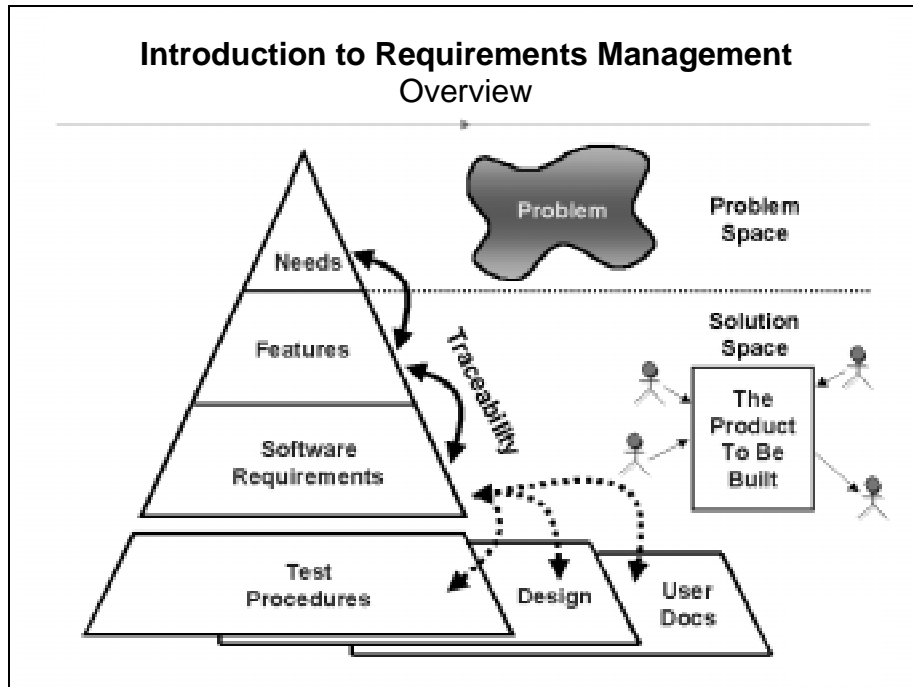 Introduction to Requirements Management
Overview
Problem
Problem
Space
Needs
Features
Traceability
Solution
Space
The
Product
To Be
Built
Software
Requirements
Test
Procedures
Design
User
Docs